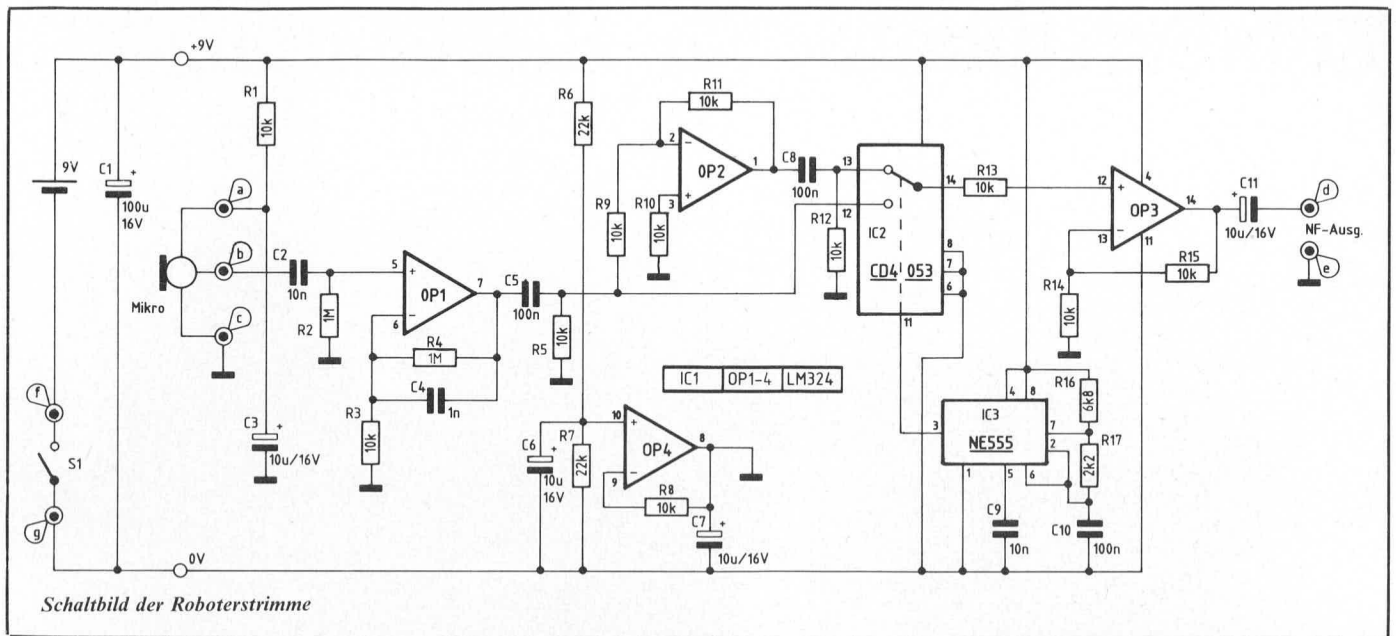 +9V
R1
10k
R6
22k
R11
10k
2
−
OP2
1
+
3
C8
100n
13
14
R13
10k
12
+
4
OP3
14
−
13
11
+
C11
10u/16V
d
NF-Ausg.
e
9V
C1
+
100u
16V
a
b
c
Mikro
C2
10n
R2
1M
5
+
OP1
7
−
6
R4
1M
C4
1n
R3
10k
C5
100n
R5
10k
R9
10k
R10
10k
12
R12
10k
IC2
CD4053
8
7
6
11
R15
10k
R14
10k
IC1 OP1-4 LM324
f
S1
g
C3
+
10u/16V
C6
+
10u
16V
R7
22k
10
+
OP4
8
−
9
R8
10k
C7
+
10u/16V
4
8
IC3
NE555
3
7
2
1
5
6
R16
6k8
R17
2k2
C9
10n
C10
100n
0V
Schaltbild der Roboterstrimme